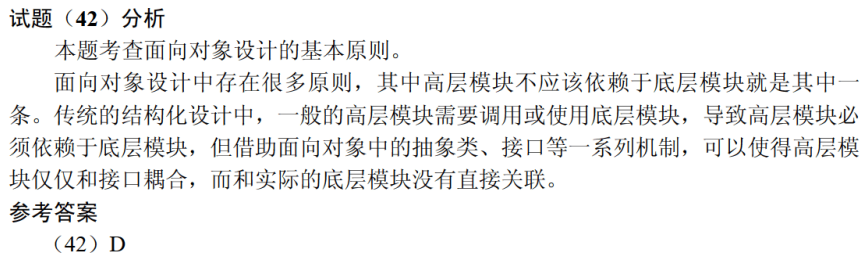 试题（42）分析
本题考查面向对象设计的基本原则。
面向对象设计中存在很多原则，其中高层模块不应该依赖于底层模块就是其中一
条。传统的结构化设计中，一般的高层模块需要调用或使用底层模块，导致高层模块必
须依赖于底层模块，但借助面向对象中的抽象类、接口等一系列机制，可以使得高层模
块仅仅和接口耦合，而和实际的底层模块没有直接关联。
参考答案
（42）D